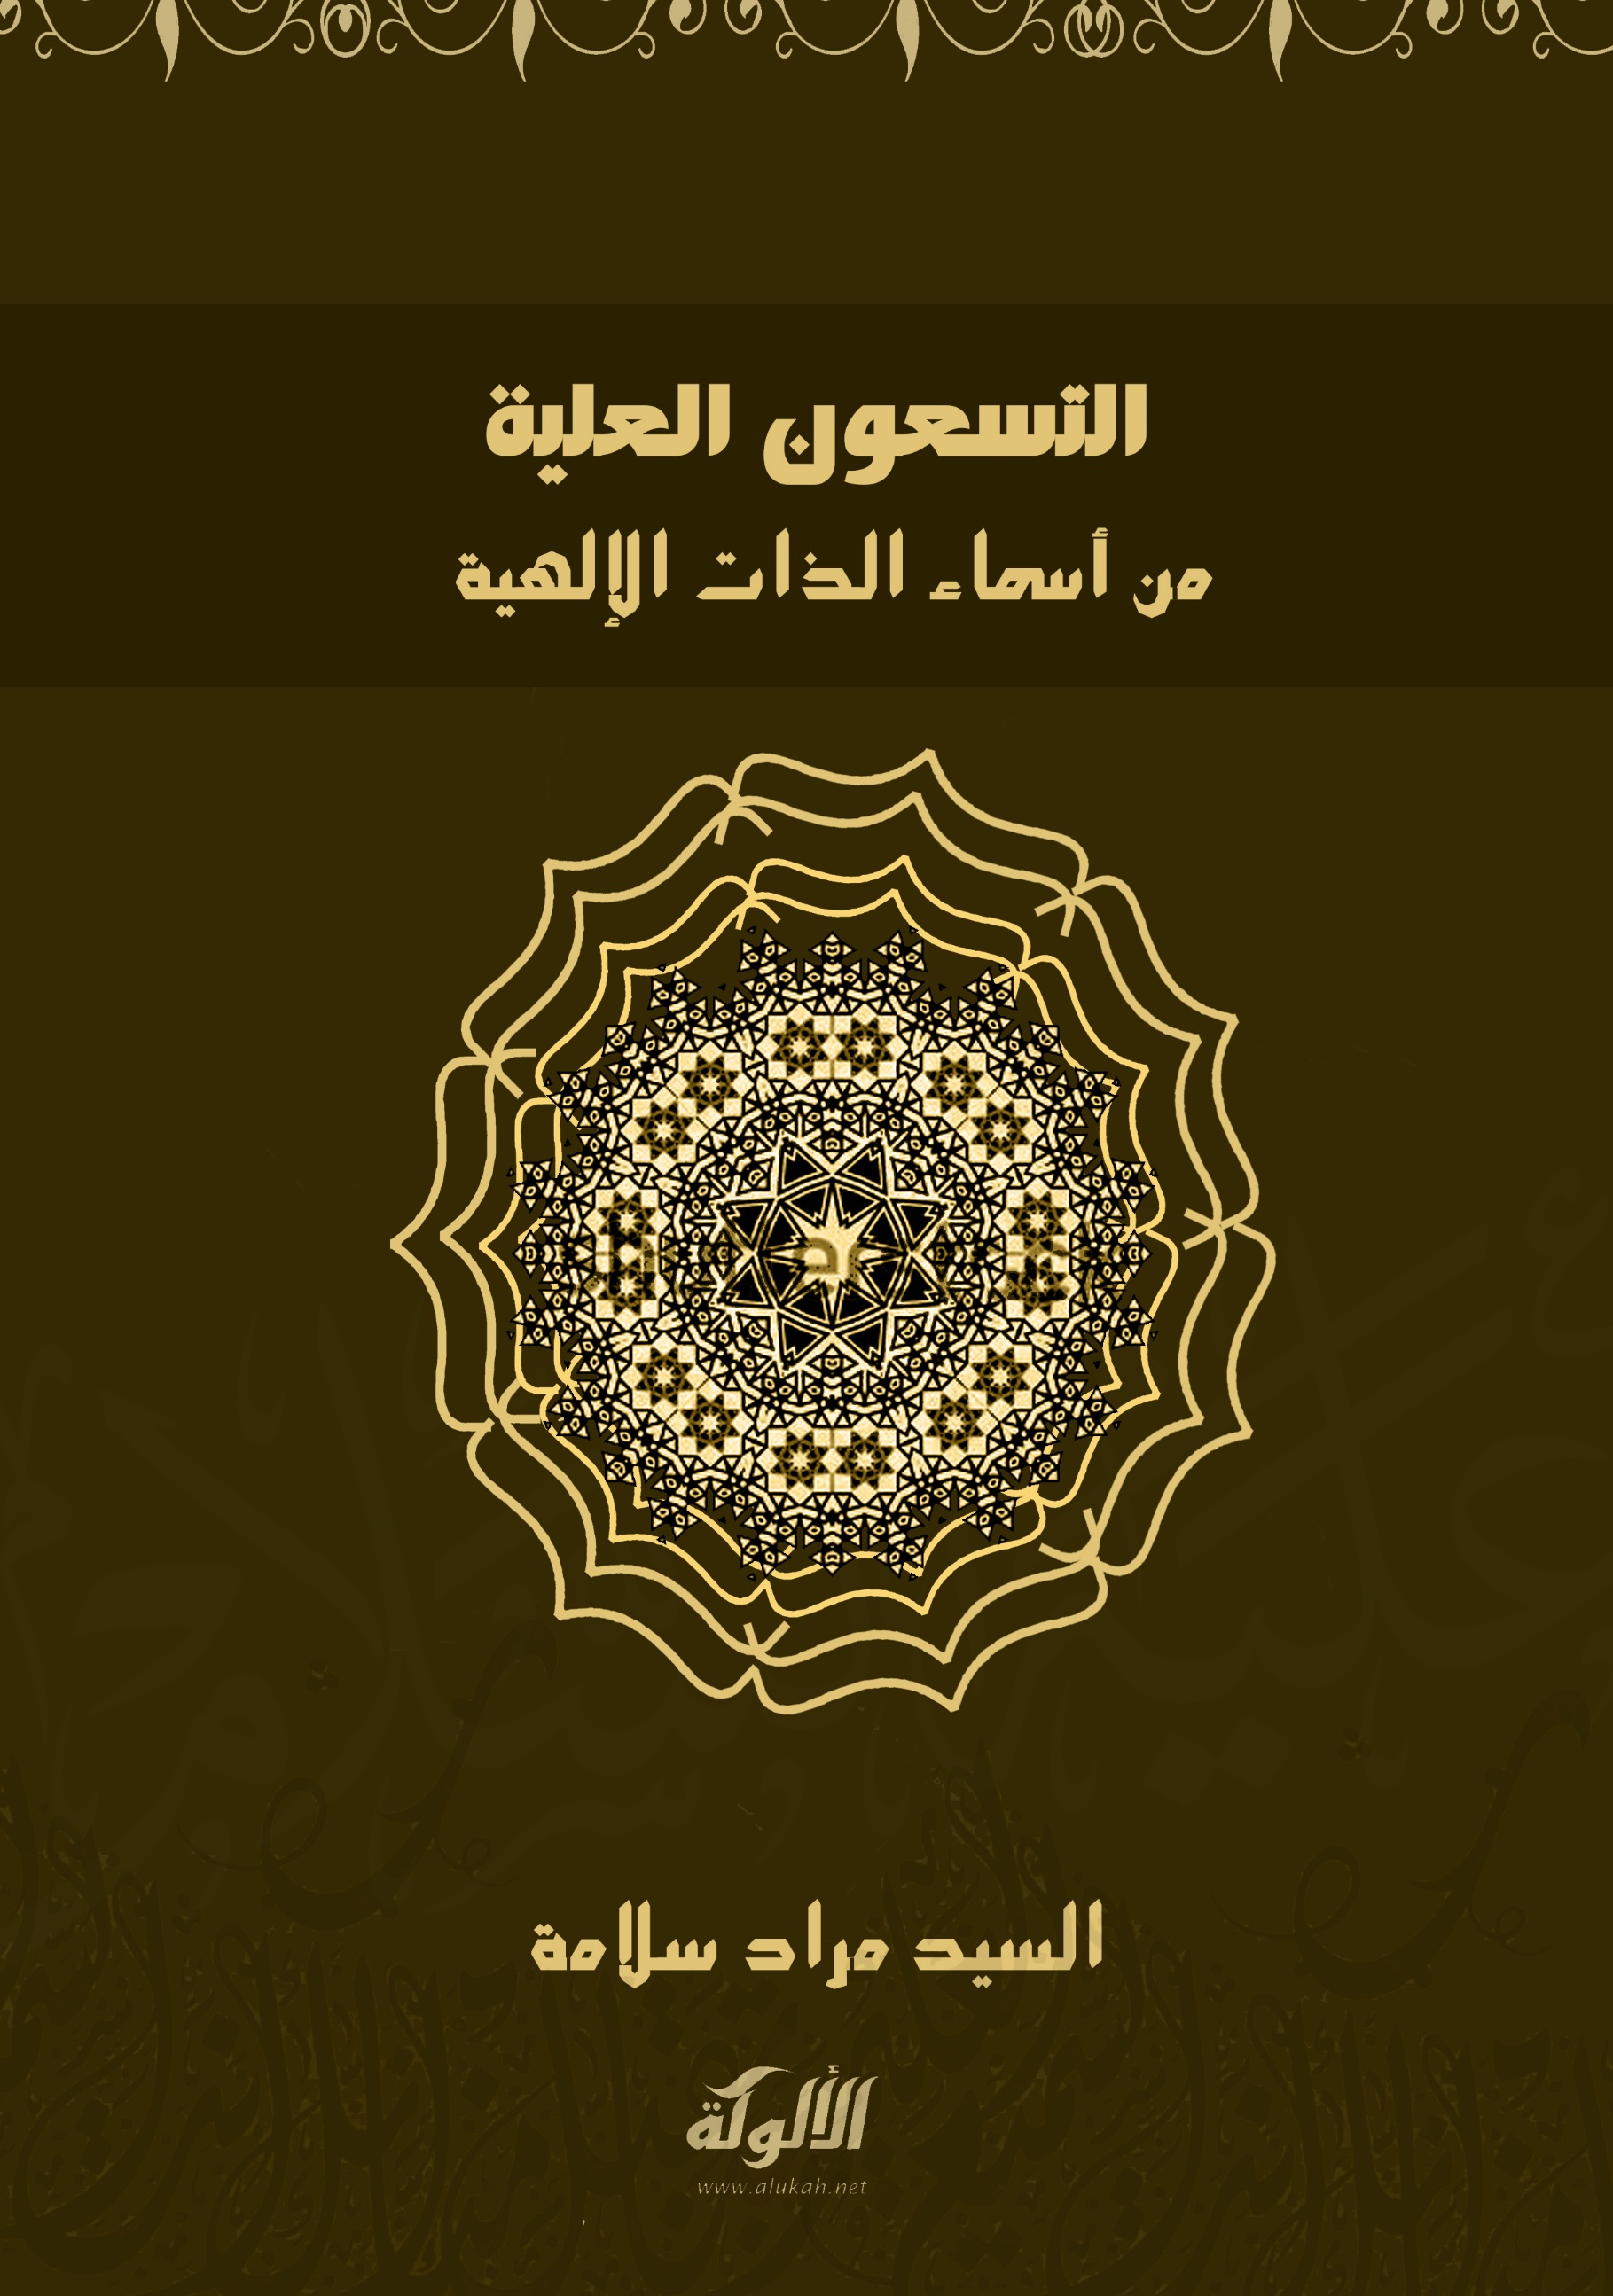 التسعون العلية
من أسماء الذات الإلهية
السيد مراد سلامة
الألوكة
www.alukah.net